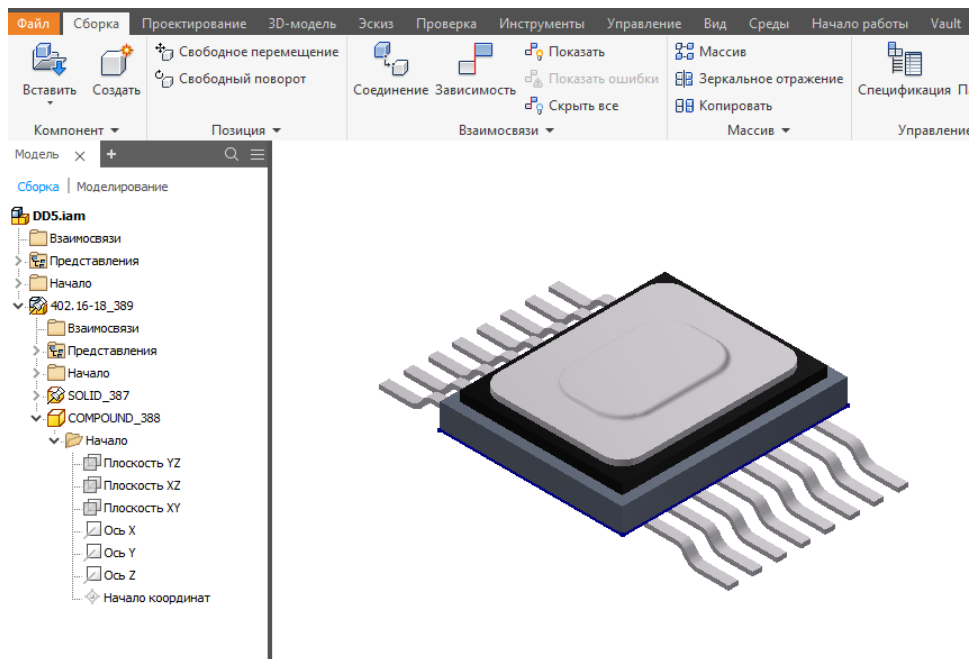 Файл Сборка Проектирование 3D-модель Эскиз Проверка Инструменты Управление Вид Среды Начало работы Vault
Вставить
Создать
Компонент
Свободное перемещение
Свободный поворот
Позиция
Соединение
Зависимость
Показать
Показать ошибки
Скрыть все
Взаимосвязи
Массив
Зеркальное отражение
Копировать
Массив
Спецификация
Управление
Модель
Сборка | Моделирование
DD5.iam
Взаимосвязи
Представления
Начало
402.16-18_389
Взаимосвязи
Представления
Начало
SOLID_387
COMPOUND_388
Начало
Плоскость YZ
Плоскость XZ
Плоскость XY
Ось X
Ось Y
Ось Z
Начало координат